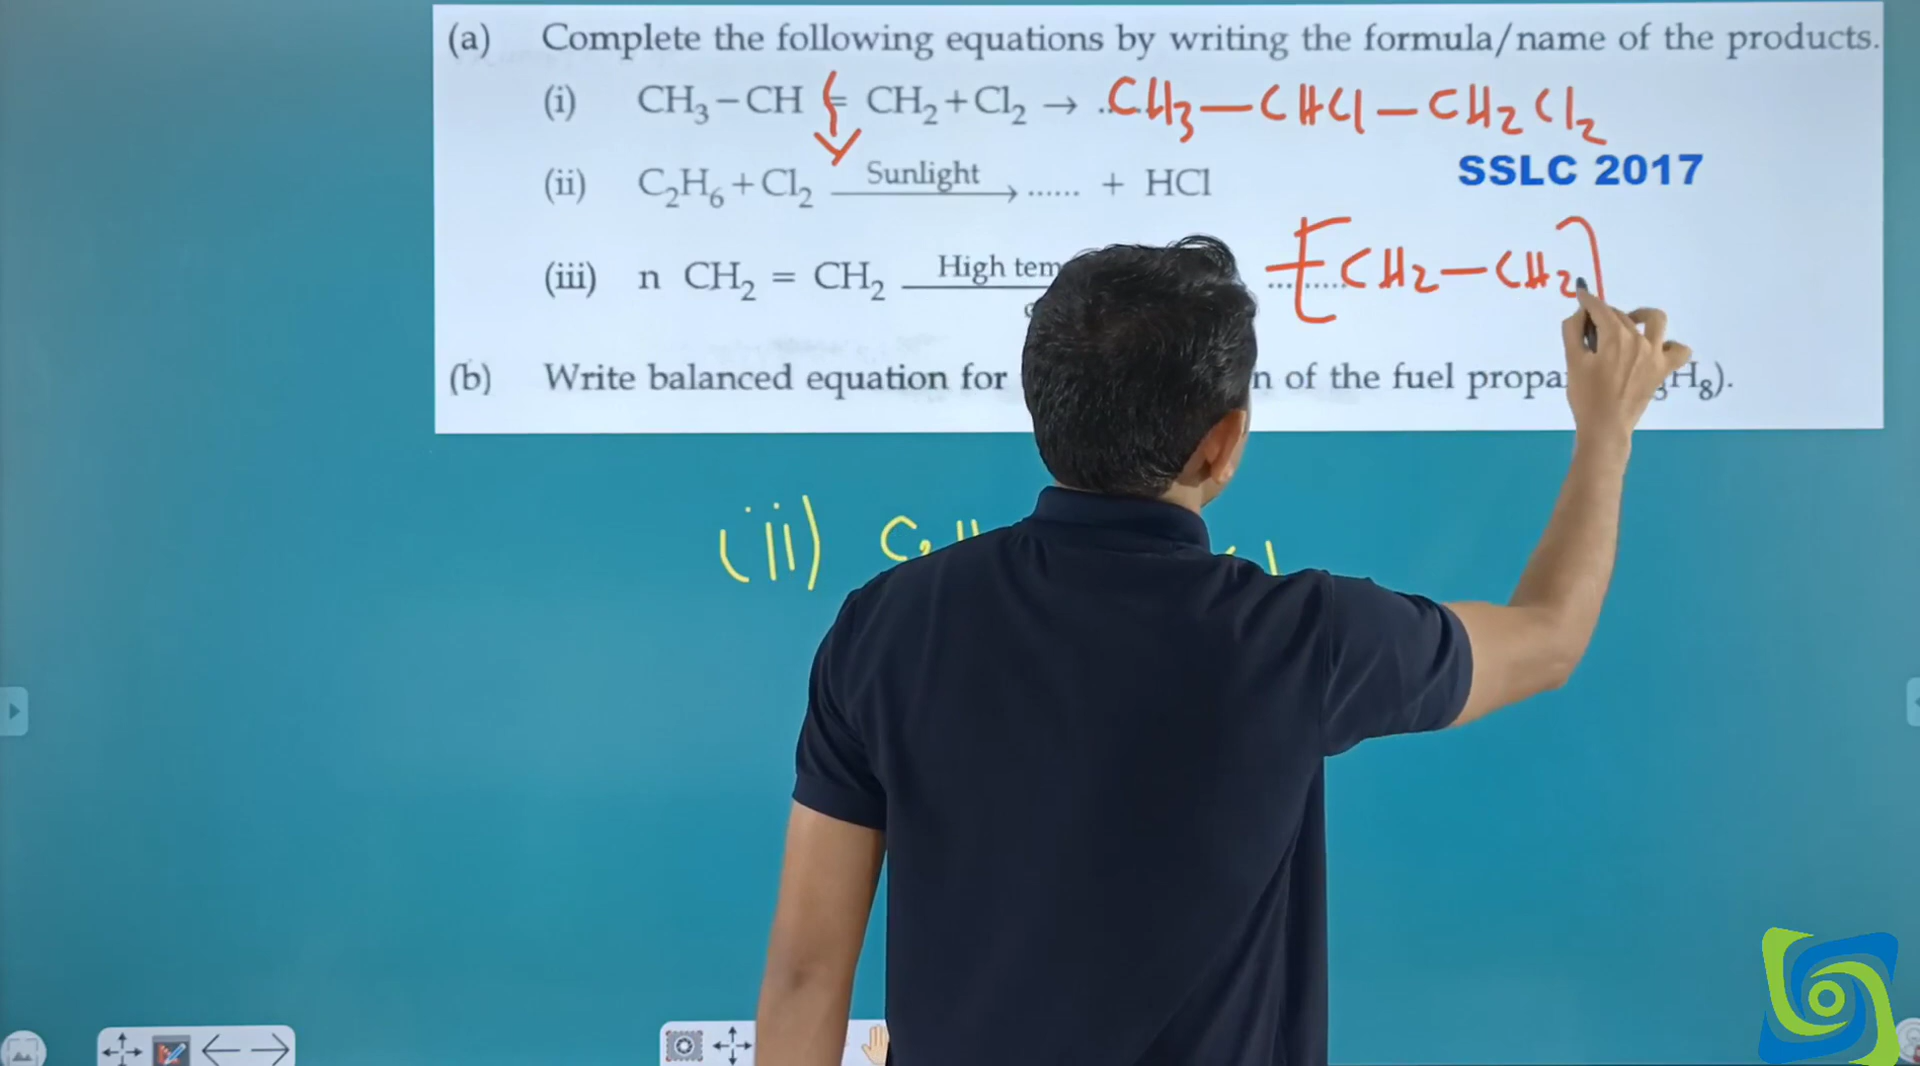 (a) Complete the following equations by writing the formula/name of the products.
(i) CH₃ – CH = CH₂ + Cl₂ → .. CH₃ — CHCl — CH₂Cl₂
SSLC 2017
(ii) C₂H₆ + Cl₂ Sunlight → ...... + HCl
(iii) n CH₂ = CH₂ High [CH₂ — CH₂]
(b) Write balanced equation for of the fuel H₈).
(ii)